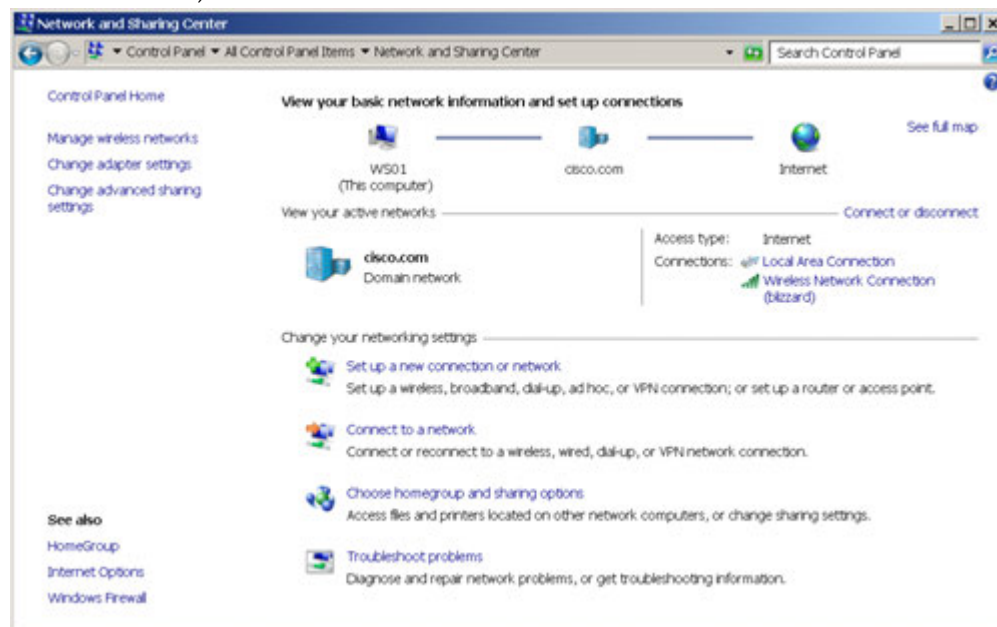 Network and Sharing Center
Control Panel ▾ All Control Panel Items ▾ Network and Sharing Center
Search Control Panel
Control Panel Home
Manage wireless networks
Change adapter settings
Change advanced sharing
settings
View your basic network information and set up connections
See full map
WS01
(This computer)
cisco.com
Internet
View your active networks
Connect or disconnect
cisco.com
Domain network
Access type: Internet
Connections: Local Area Connection
Wireless Network Connection
(blizzard)
Change your networking settings
Set up a new connection or network
Set up a wireless, broadband, dial-up, ad hoc, or VPN connection; or set up a router or access point.
Connect to a network
Connect or reconnect to a wireless, wired, dial-up, or VPN network connection.
Choose homegroup and sharing options
Access files and printers located on other network computers, or change sharing settings.
Troubleshoot problems
Diagnose and repair network problems, or get troubleshooting information.
See also
HomeGroup
Internet Options
Windows Firewall